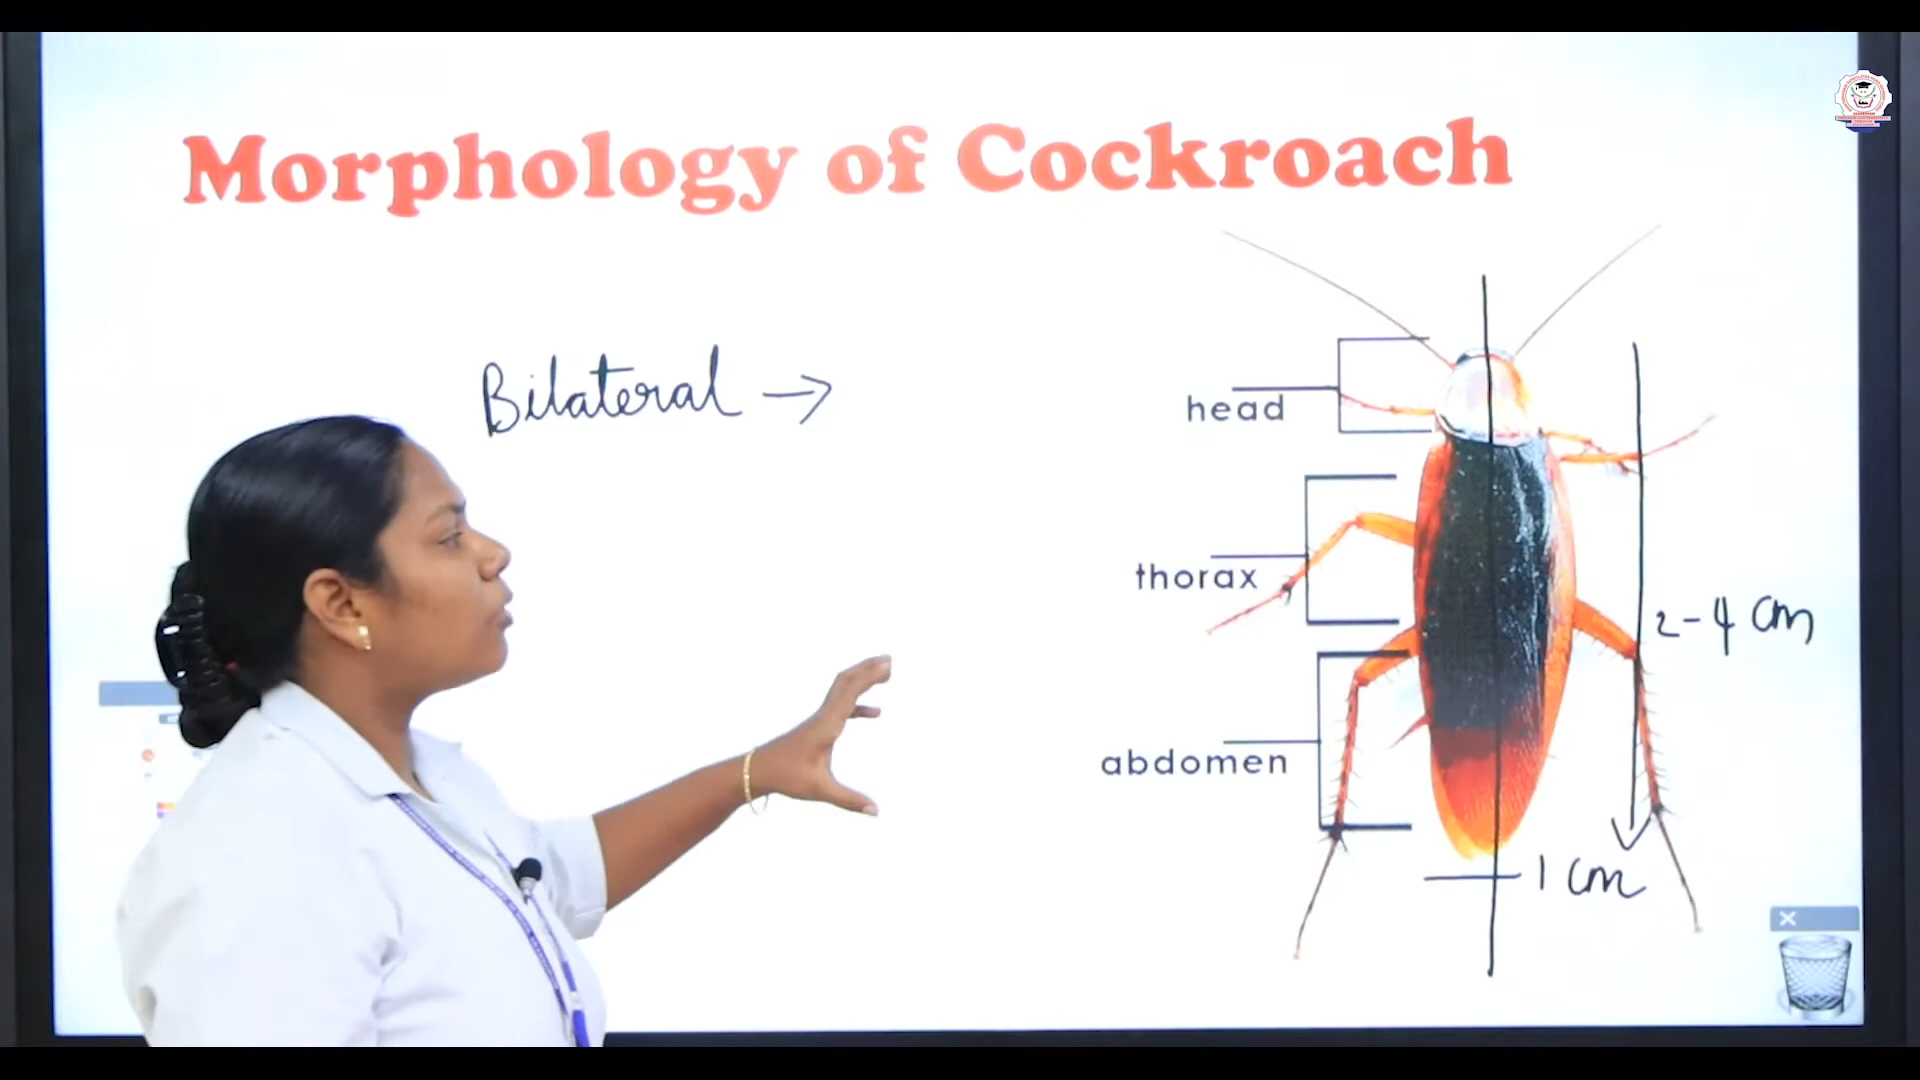 Morphology of Cockroach
Bilateral →
head
thorax
2-4 cm
abdomen
1 cm